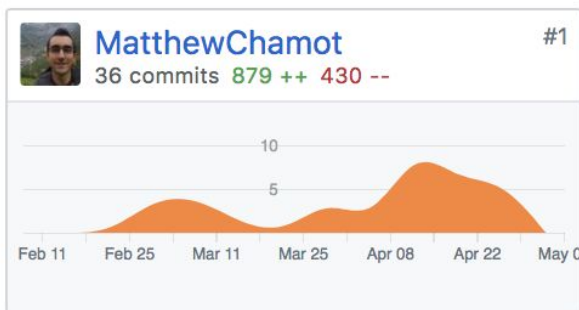 MatthewChamot #1
36 commits 879 ++ 430 --
10
5
Feb 11 Feb 25 Mar 11 Mar 25 Apr 08 Apr 22 May 0